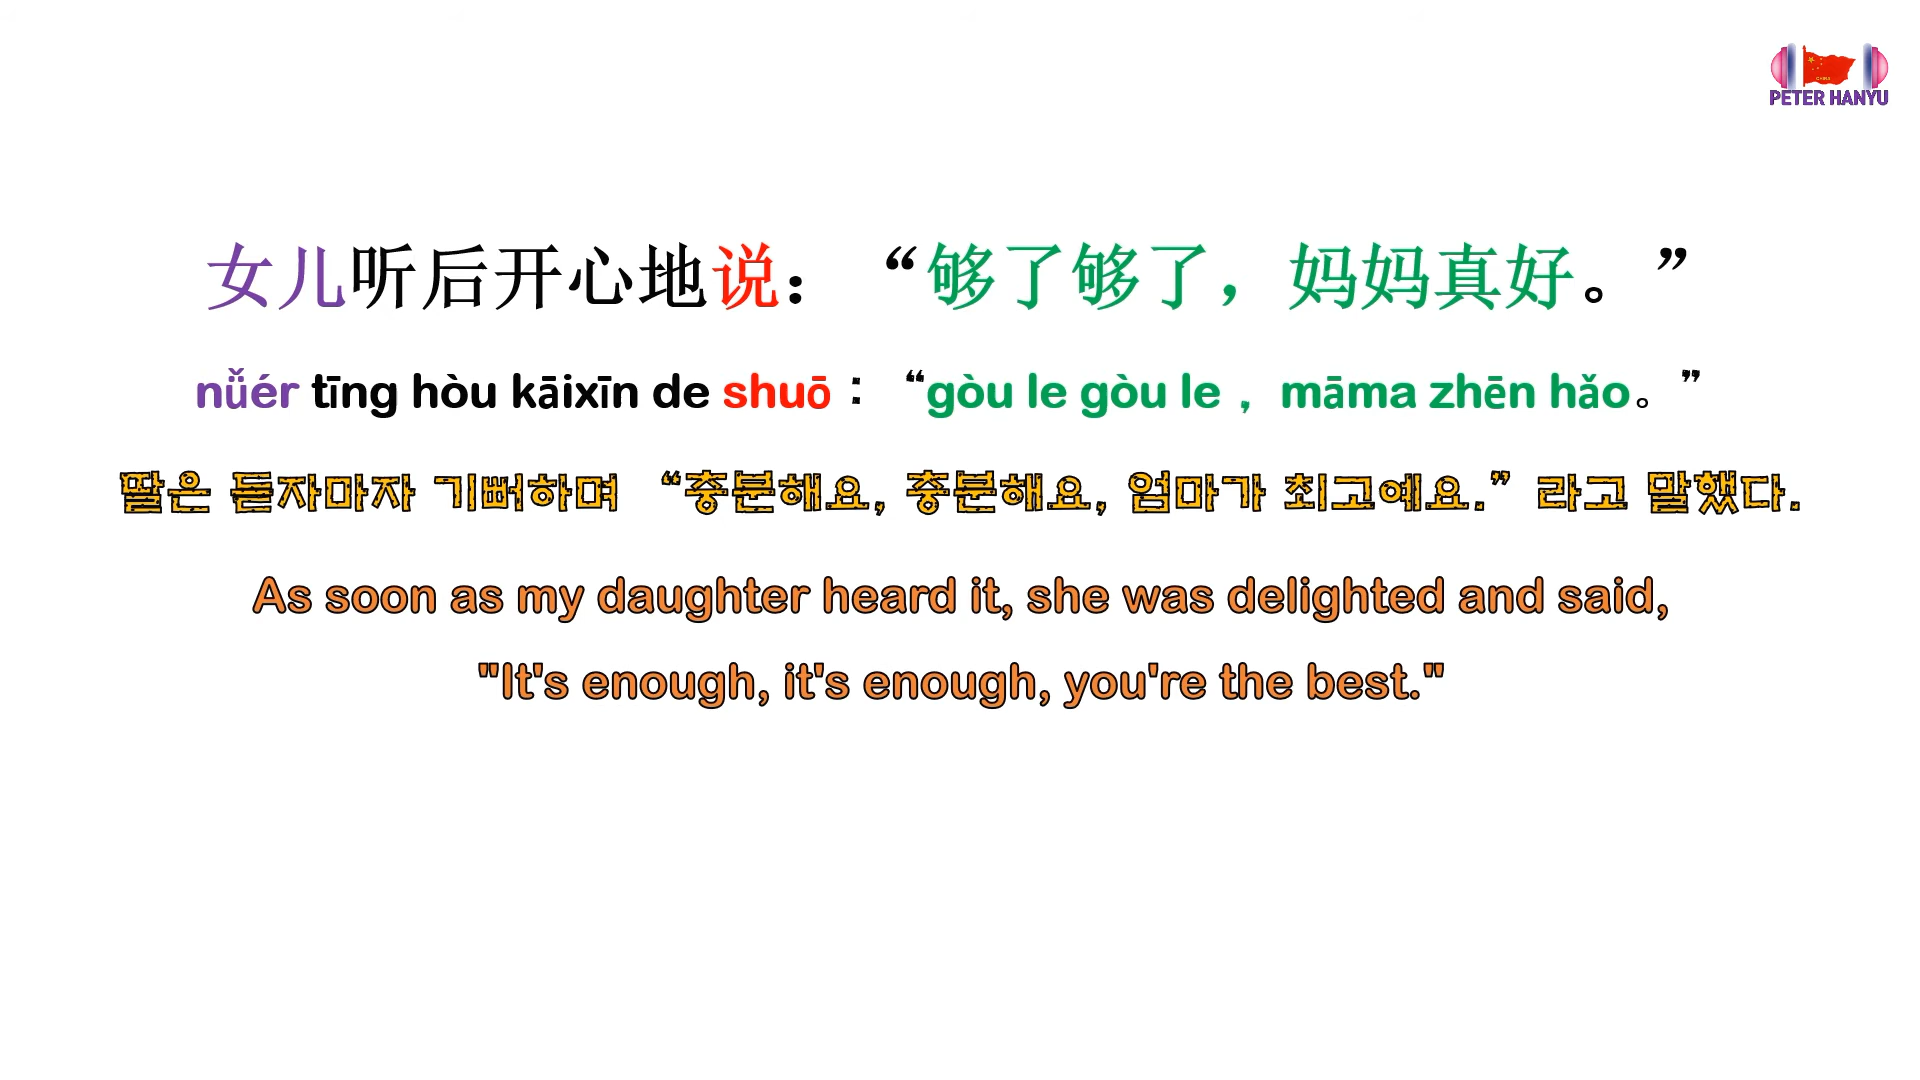 PETER HANYU
女儿听后开心地说：“够了够了，妈妈真好。”
nǚér tīng hòu kāixīn de shuō：“gòu le gòu le，māma zhēn hǎo。”
딸은 듣자마자 기뻐하며 “충분해요, 충분해요, 엄마가 최고예요.” 라고 말했다.
As soon as my daughter heard it, she was delighted and said,
"It's enough, it's enough, you're the best."